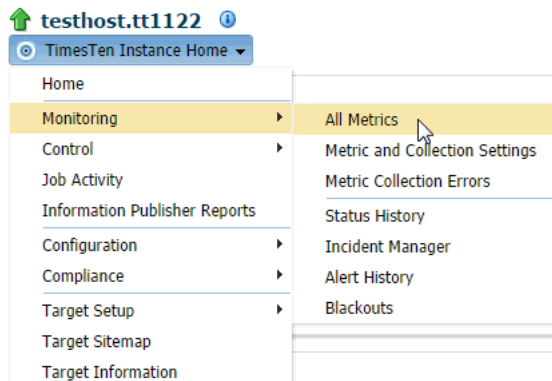 testhost.tt1122
TimesTen Instance Home
Home
Monitoring
Control
Job Activity
Information Publisher Reports
Configuration
Compliance
Target Setup
Target Sitemap
Target Information
All Metrics
Metric and Collection Settings
Metric Collection Errors
Status History
Incident Manager
Alert History
Blackouts